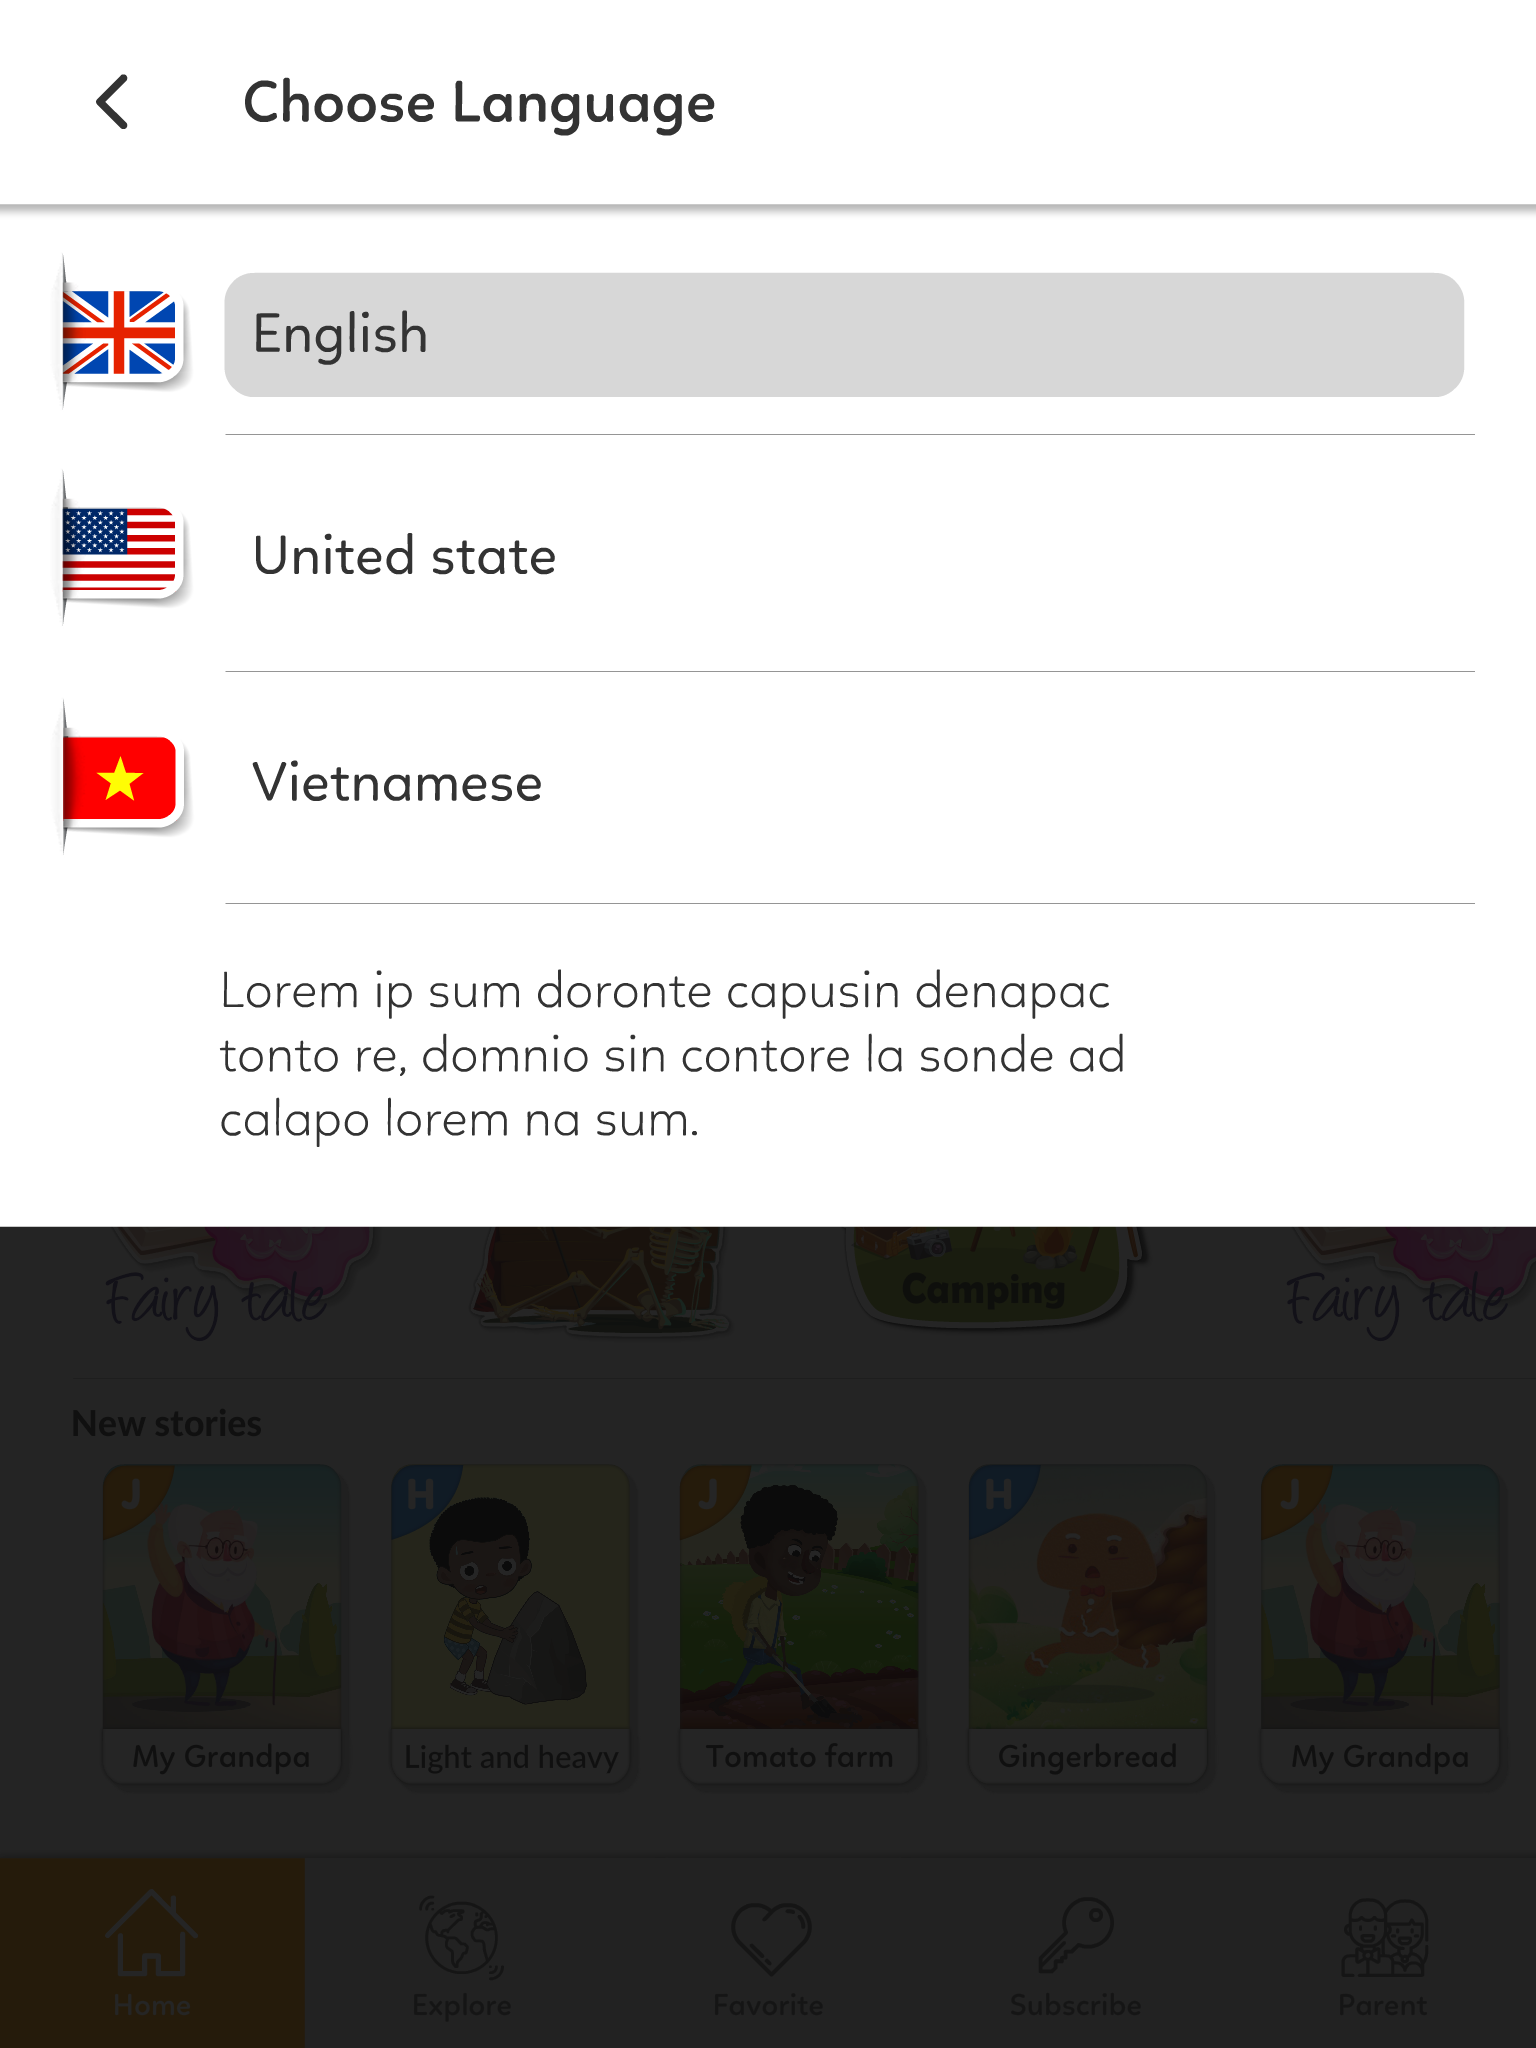 Choose Language
English
United state
Vietnamese
Lorem ip sum doronte capusin denapac
tonto re, domnio sin contore la sonde ad
calapo lorem na sum.
Fairy tale
Camping
Fairy tale
New stories
J
H
J
H
J
My Grandpa
Light and heavy
Tomato farm
Gingerbread
My Grandpa
Home
Explore
Favorite
Subscribe
Parent